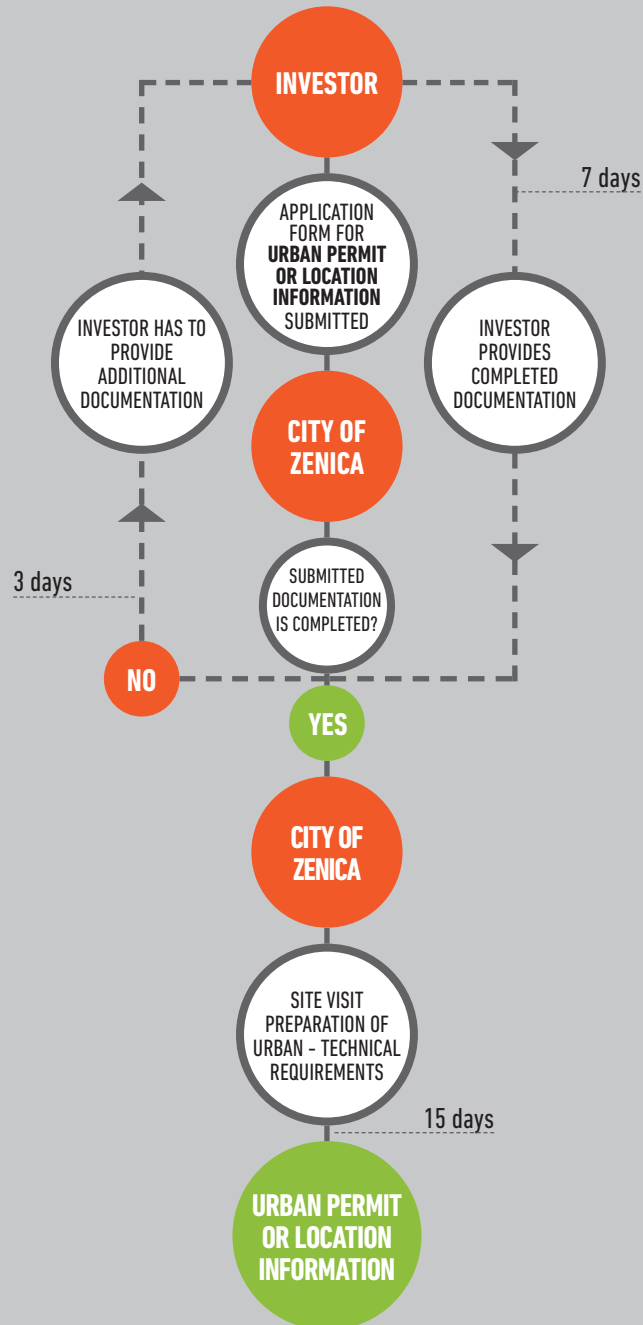 INVESTOR
7 days
APPLICATION
FORM FOR
URBAN PERMIT
OR LOCATION
INFORMATION
SUBMITTED
INVESTOR HAS TO
PROVIDE
ADDITIONAL
DOCUMENTATION
INVESTOR
PROVIDES
COMPLETED
DOCUMENTATION
CITY OF
ZENICA
3 days
SUBMITTED
DOCUMENTATION
IS COMPLETED?
NO
YES
CITY OF
ZENICA
SITE VISIT
PREPARATION OF
URBAN - TECHNICAL
REQUIREMENTS
15 days
URBAN PERMIT
OR LOCATION
INFORMATION